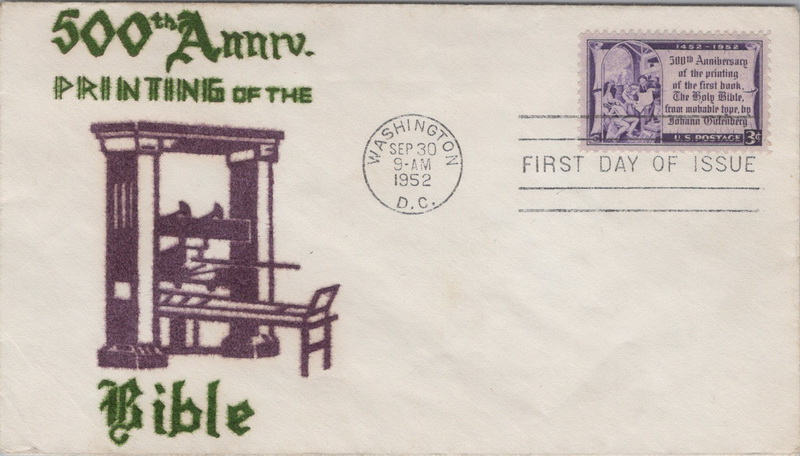 500th Anniv.
PRINTING OF THE
Bible
WASHINGTON
SEP 30
9-AM
1952
D.C.
FIRST DAY OF ISSUE
1452-1952
500th Anniversary
of the printing
of the first book,
The Holy Bible,
from movable type, by
Johann Gutenberg
U.S. POSTAGE 3¢